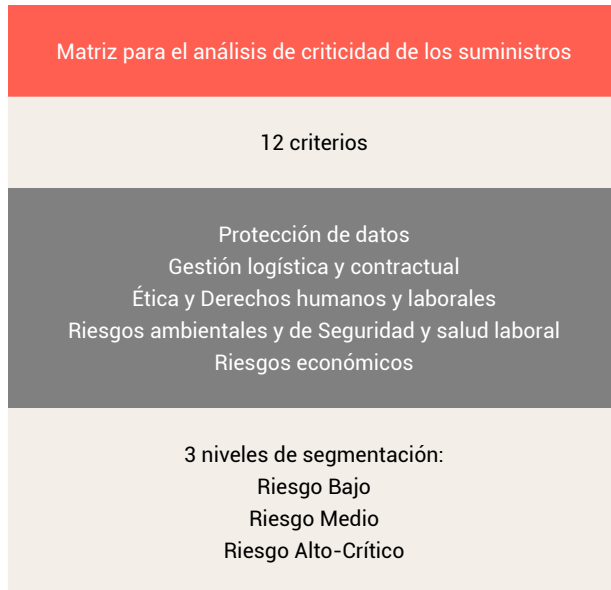 Matriz para el análisis de criticidad de los suministros
12 criterios
Protección de datos
Gestión logística y contractual
Ética y Derechos humanos y laborales
Riesgos ambientales y de Seguridad y salud laboral
Riesgos económicos
3 niveles de segmentación:
Riesgo Bajo
Riesgo Medio
Riesgo Alto-Crítico